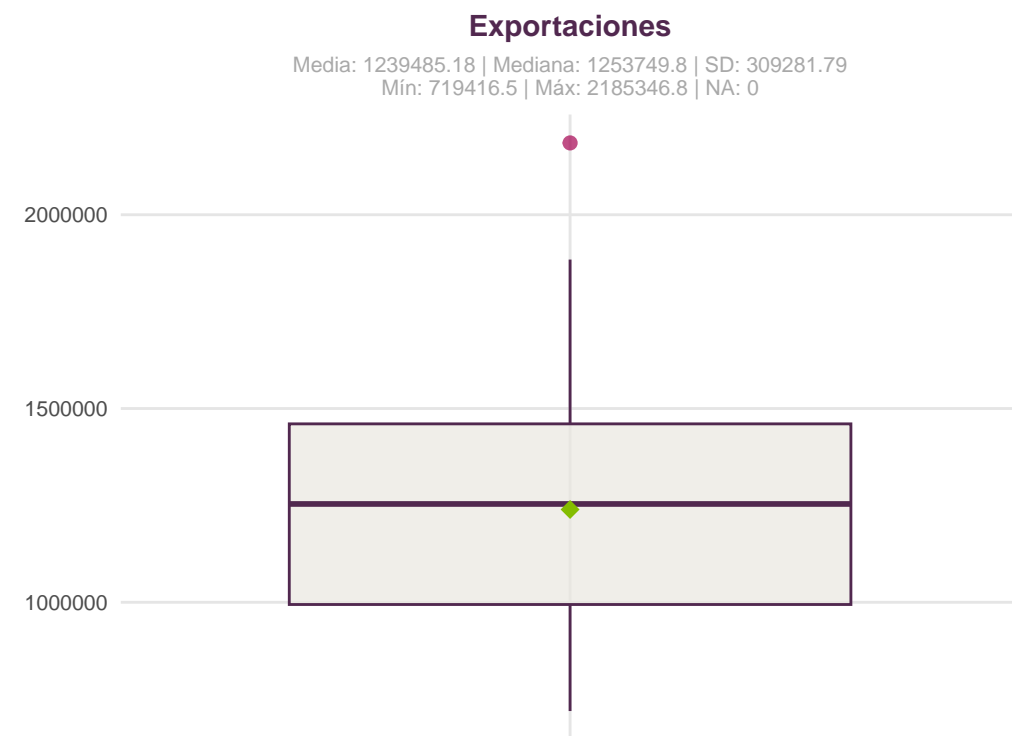 Exportaciones
Media: 1239485.18 | Mediana: 1253749.8 | SD: 309281.79
Mín: 719416.5 | Máx: 2185346.8 | NA: 0
2000000
1500000
1000000